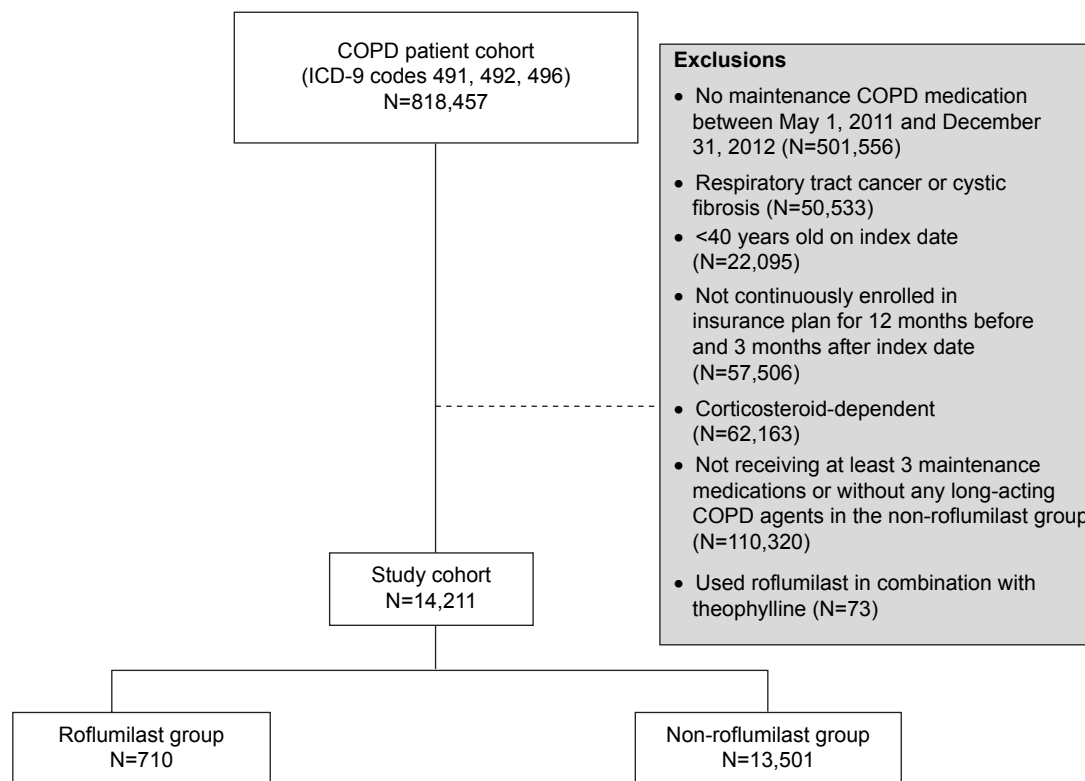 COPD patient cohort
(ICD-9 codes 491, 492, 496)
N=818,457
Exclusions
• No maintenance COPD medication
between May 1, 2011 and December
31, 2012 (N=501,556)
• Respiratory tract cancer or cystic
fibrosis (N=50,533)
• <40 years old on index date
(N=22,095)
• Not continuously enrolled in
insurance plan for 12 months before
and 3 months after index date
(N=57,506)
• Corticosteroid-dependent
(N=62,163)
• Not receiving at least 3 maintenance
medications or without any long-acting
COPD agents in the non-roflumilast group
(N=110,320)
• Used roflumilast in combination with
theophylline (N=73)
Study cohort
N=14,211
Roflumilast group
N=710
Non-roflumilast group
N=13,501